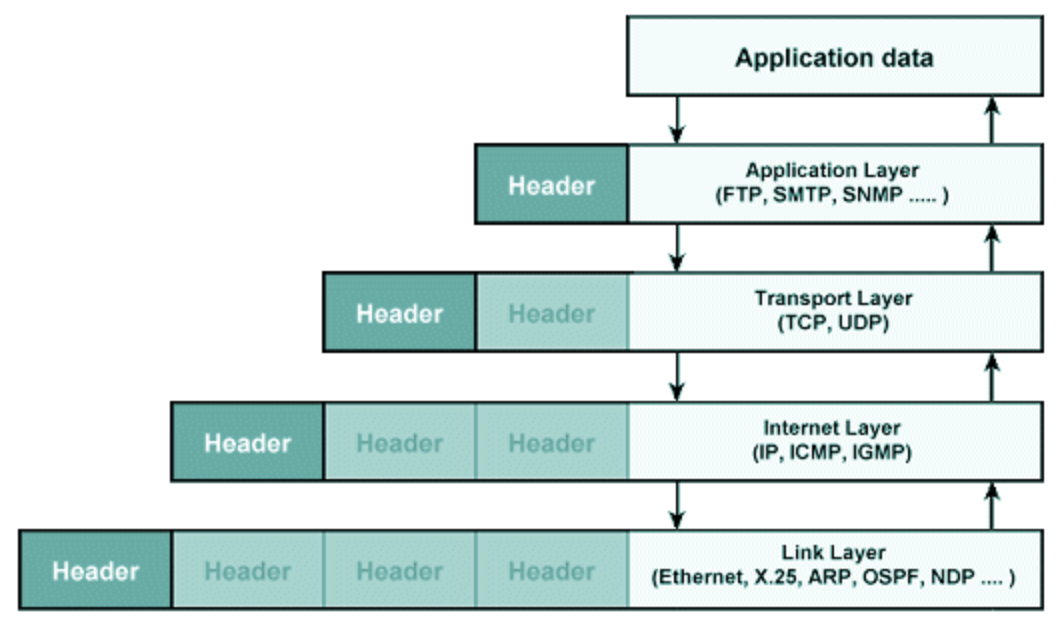 Application data
Header
Application Layer
(FTP, SMTP, SNMP ..... )
Header
Header
Transport Layer
(TCP, UDP)
Header
Header
Header
Internet Layer
(IP, ICMP, IGMP)
Header
Header
Header
Header
Link Layer
(Ethernet, X.25, ARP, OSPF, NDP .... )